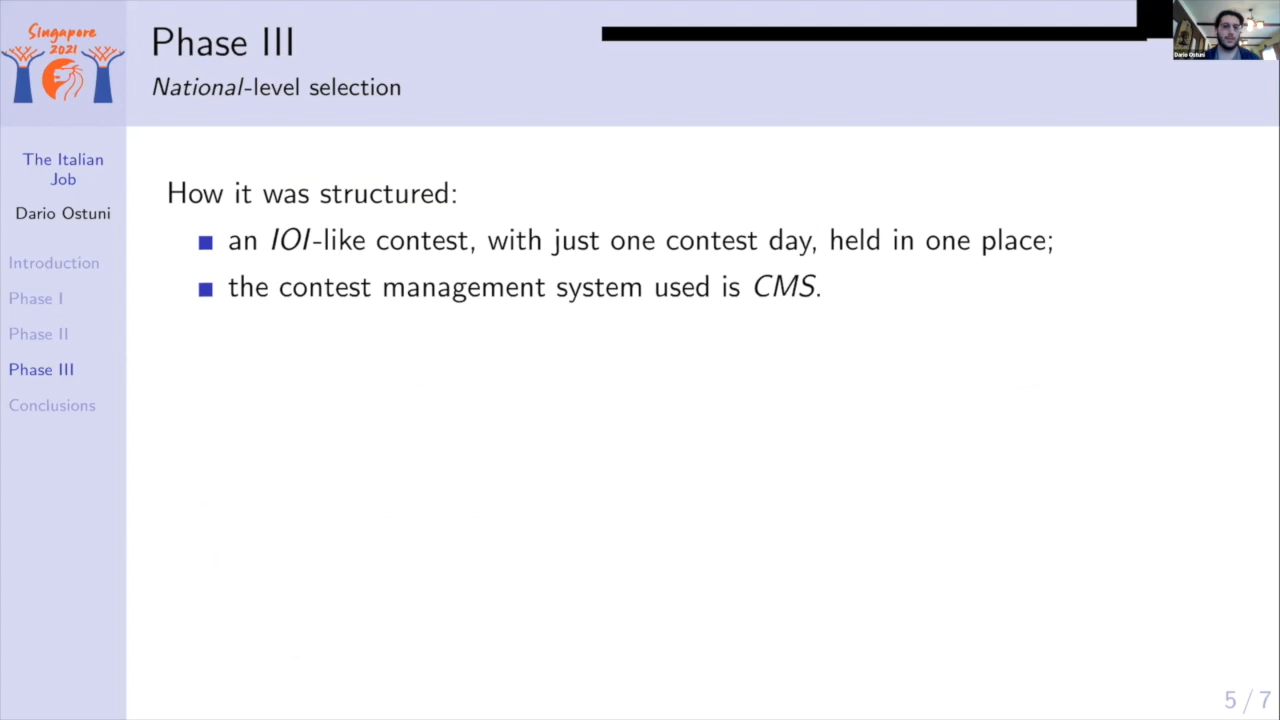 Singapore
2021
Phase III
National-level selection
Dario Ostuni
The Italian
Job
Dario Ostuni
Introduction
Phase I
Phase II
Phase III
Conclusions
How it was structured:
an IOI-like contest, with just one contest day, held in one place;
the contest management system used is CMS.
5 / 7